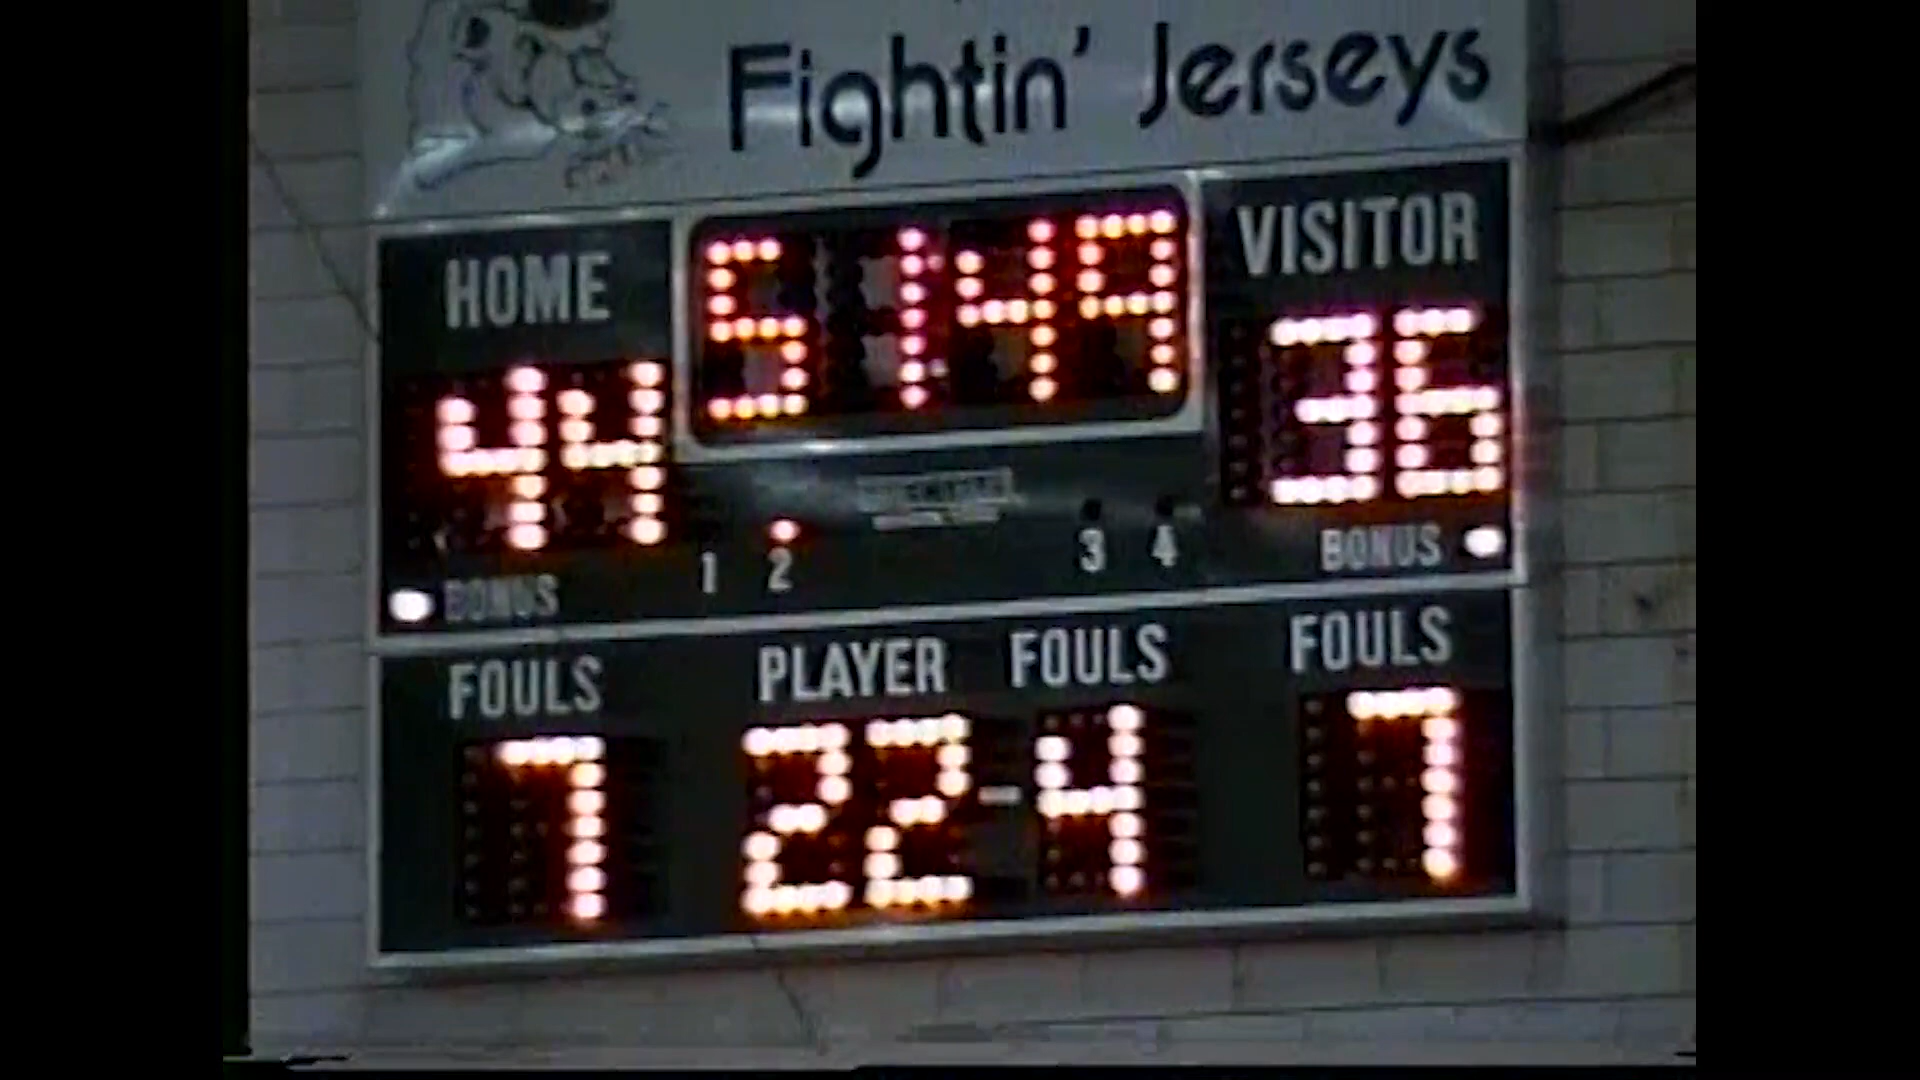 Fightin' Jerseys
HOME 51:49 VISITOR
44 36
BONUS 1 2 3 4 BONUS
FOULS PLAYER FOULS FOULS
7 22-4 7